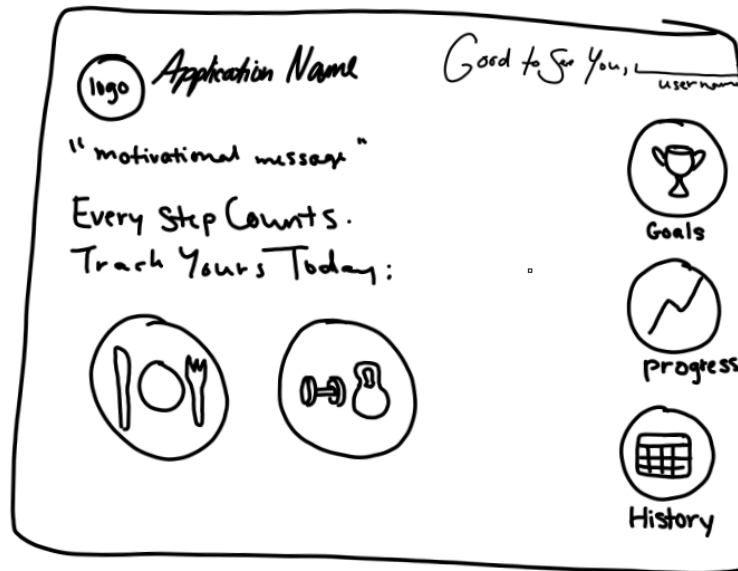 logo
Application Name
Good to See You,
username
"motivational message"
Every Step Counts.
Track Yours Today:
Goals
progress
History